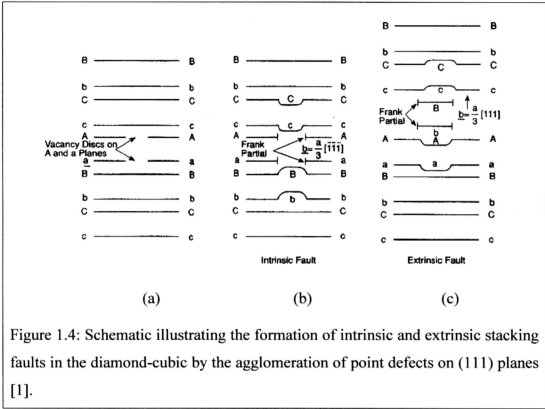 B B
b b
C C
c c
A A
Vacancy Discs on
A and a Planes
a a
B B
b b
C C
c c
(a)
B B
b b
C C C
c c c
A A
Frank
Partial
b= a/3 [1̄1̄1̄]
a a
B B B
b b b
C C
c c
Intrinsic Fault
(b)
B B
b b
C C C
c c c
Frank
Partial
B
b= a/3 [111]
b
A A A
a a a
B B
b b
C C
c c
Extrinsic Fault
(c)
Figure 1.4: Schematic illustrating the formation of intrinsic and extrinsic stacking
faults in the diamond-cubic by the agglomeration of point defects on (111) planes
[1].